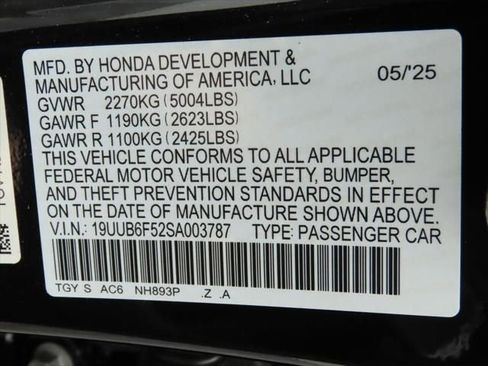 MFD. BY HONDA DEVELOPMENT &
MANUFACTURING OF AMERICA, LLC 05/'25
GVWR 2270KG (5004LBS)
GAWR F 1190KG (2623LBS)
GAWR R 1100KG (2425LBS)
THIS VEHICLE CONFORMS TO ALL APPLICABLE
FEDERAL MOTOR VEHICLE SAFETY, BUMPER,
AND THEFT PREVENTION STANDARDS IN EFFECT
ON THE DATE OF MANUFACTURE SHOWN ABOVE.
V.I.N.: 19UUB6F52SA003787 TYPE: PASSENGER CAR
TGY S AC6 NH893P .Z .A